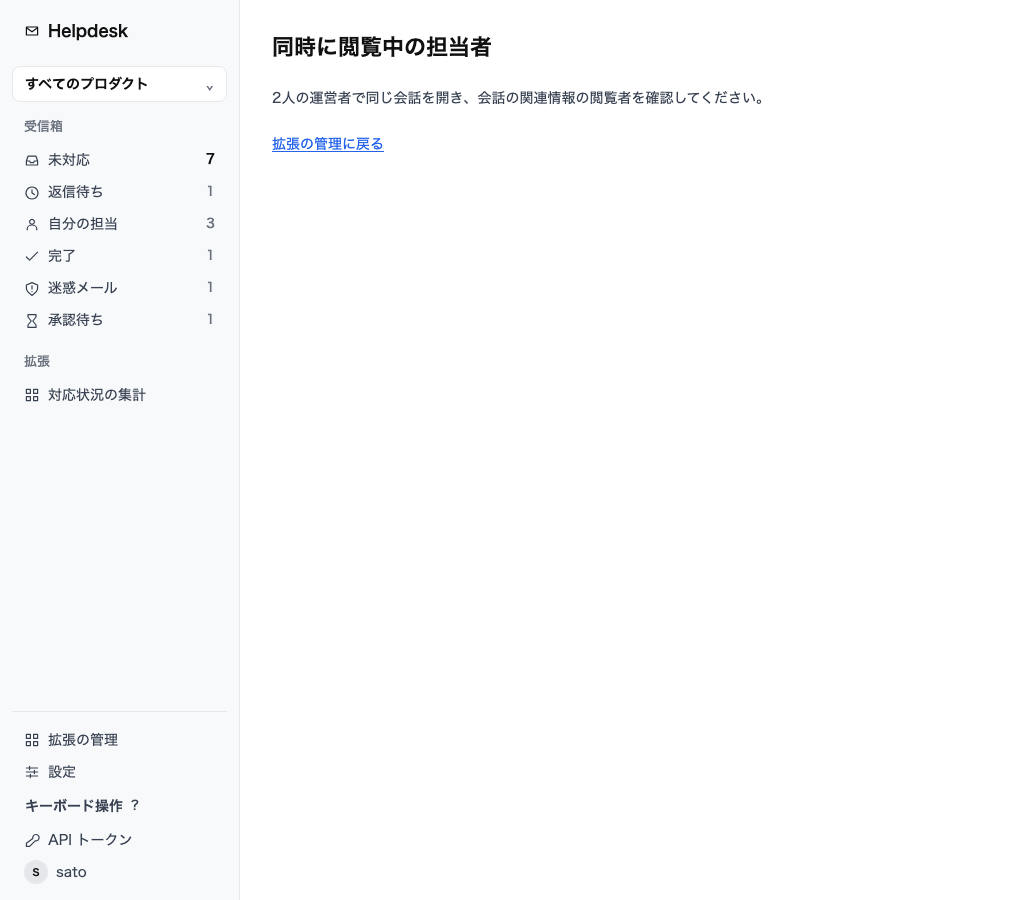 Helpdesk
すべてのプロダクト
受信箱
未対応 7
返信待ち 1
自分の担当 3
完了 1
迷惑メール 1
承認待ち 1
拡張
対応状況の集計
拡張の管理
設定
キーボード操作 ?
API トークン
S sato
同時に閲覧中の担当者
2人の運営者で同じ会話を開き、会話の関連情報の閲覧者を確認してください。
拡張の管理に戻る